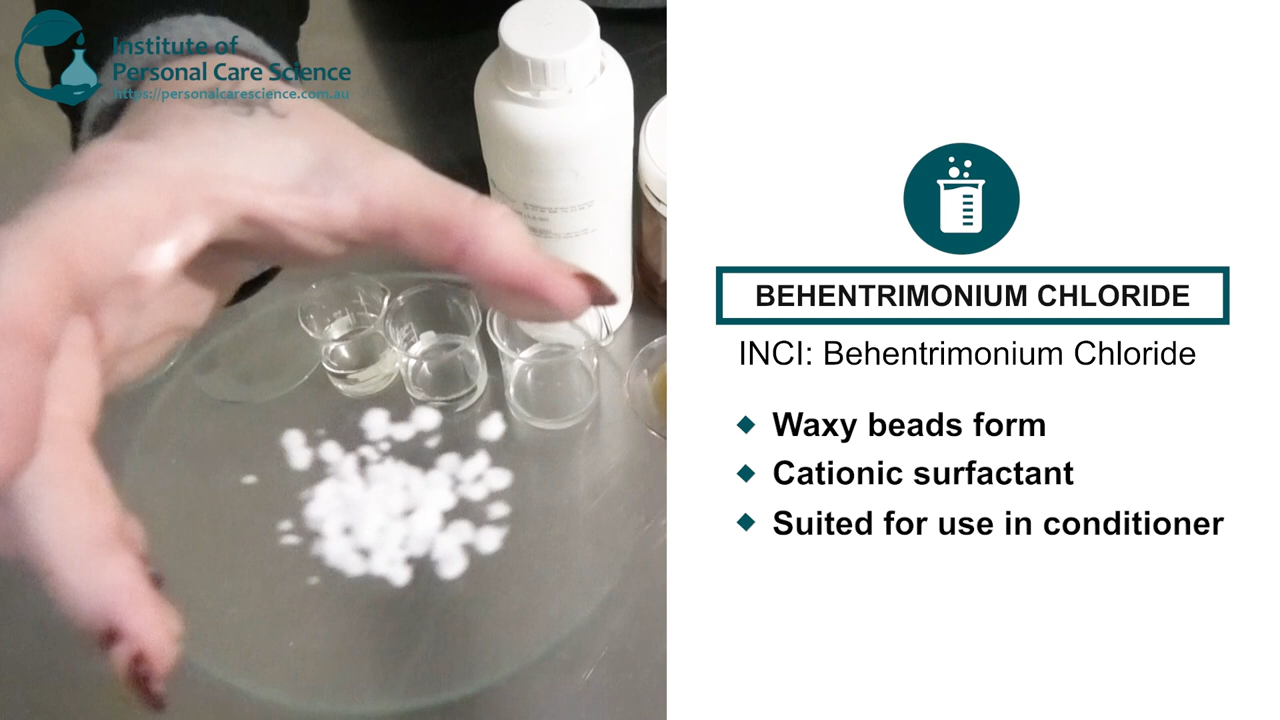 Institute of
Personal Care Science
https://personalcarescience.com.au
BEHENTRIMONIUM CHLORIDE
INCI: Behentrimonium Chloride
Waxy beads form
Cationic surfactant
Suited for use in conditioner